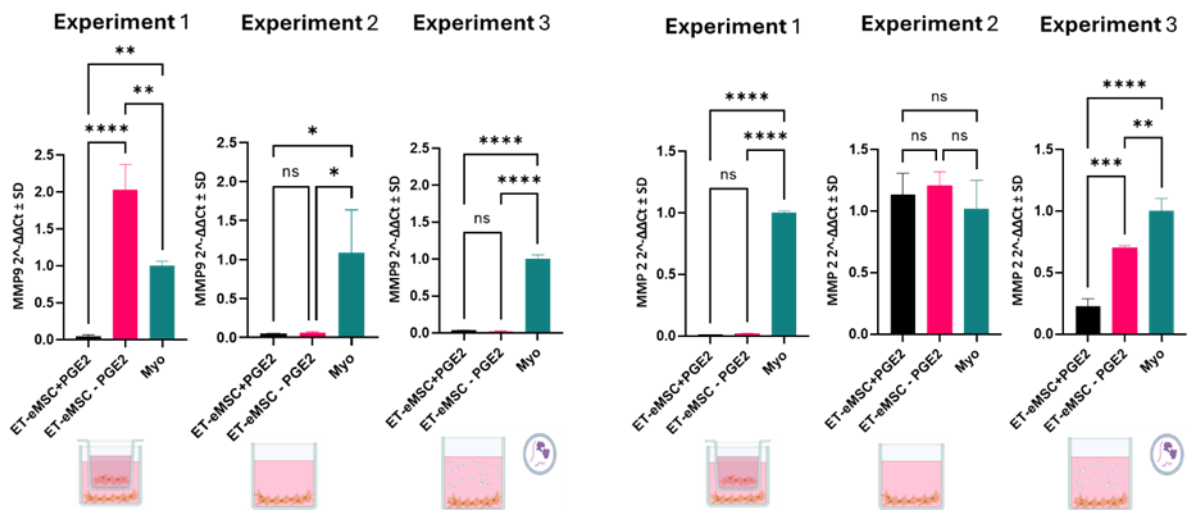 Experiment 1
**
**
****
MMP9 2^-ΔΔCt ± SD
2.5
2.0
1.5
1.0
0.5
0.0
ET-eMSC+PGE2
ET-eMSC - PGE2
Myo
Experiment 2
*
ns
*
MMP9 2^-ΔΔCt ± SD
2.5
2.0
1.5
1.0
0.5
0.0
ET-eMSC+PGE2
ET-eMSC - PGE2
Myo
Experiment 3
****
****
ns
MMP9 2^-ΔΔCt ± SD
2.5
2.0
1.5
1.0
0.5
0.0
ET-eMSC+PGE2
ET-eMSC - PGE2
Myo
Experiment 1
****
****
ns
MMP 2 2^-ΔΔCt ± SD
1.5
1.0
0.5
0.0
ET-eMSC+PGE2
ET-eMSC - PGE2
Myo
Experiment 2
ns
ns
ns
MMP 2 2^-ΔΔCt ± SD
1.5
1.0
0.5
0.0
ET-eMSC+PGE2
ET-eMSC - PGE2
Myo
Experiment 3
****
**
***
MMP 2 2^-ΔΔCt ± SD
1.5
1.0
0.5
0.0
ET-eMSC+PGE2
ET-eMSC - PGE2
Myo